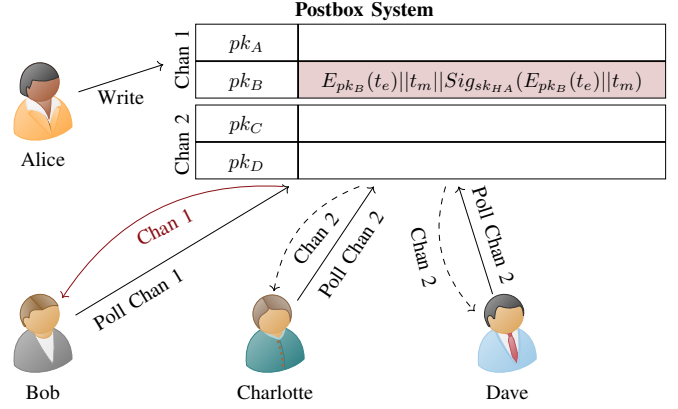 Postbox System
Chan 1
pk_A
pk_B
E_{pk_B}(t_e)||t_m||Sig_{sk_{HA}}(E_{pk_B}(t_e)||t_m)
Write
Alice
Chan 2
pk_C
pk_D
Chan 1
Poll Chan 1
Chan 2
Poll Chan 2
Chan 2
Poll Chan 2
Bob
Charlotte
Dave